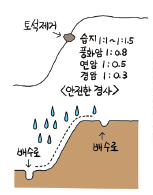 토석제거
습지 1:1~1:1.5
풍화암 1:0.8
연암 1:0.5
경암 1:0.3
<안전한 경사>
배수로
배수로